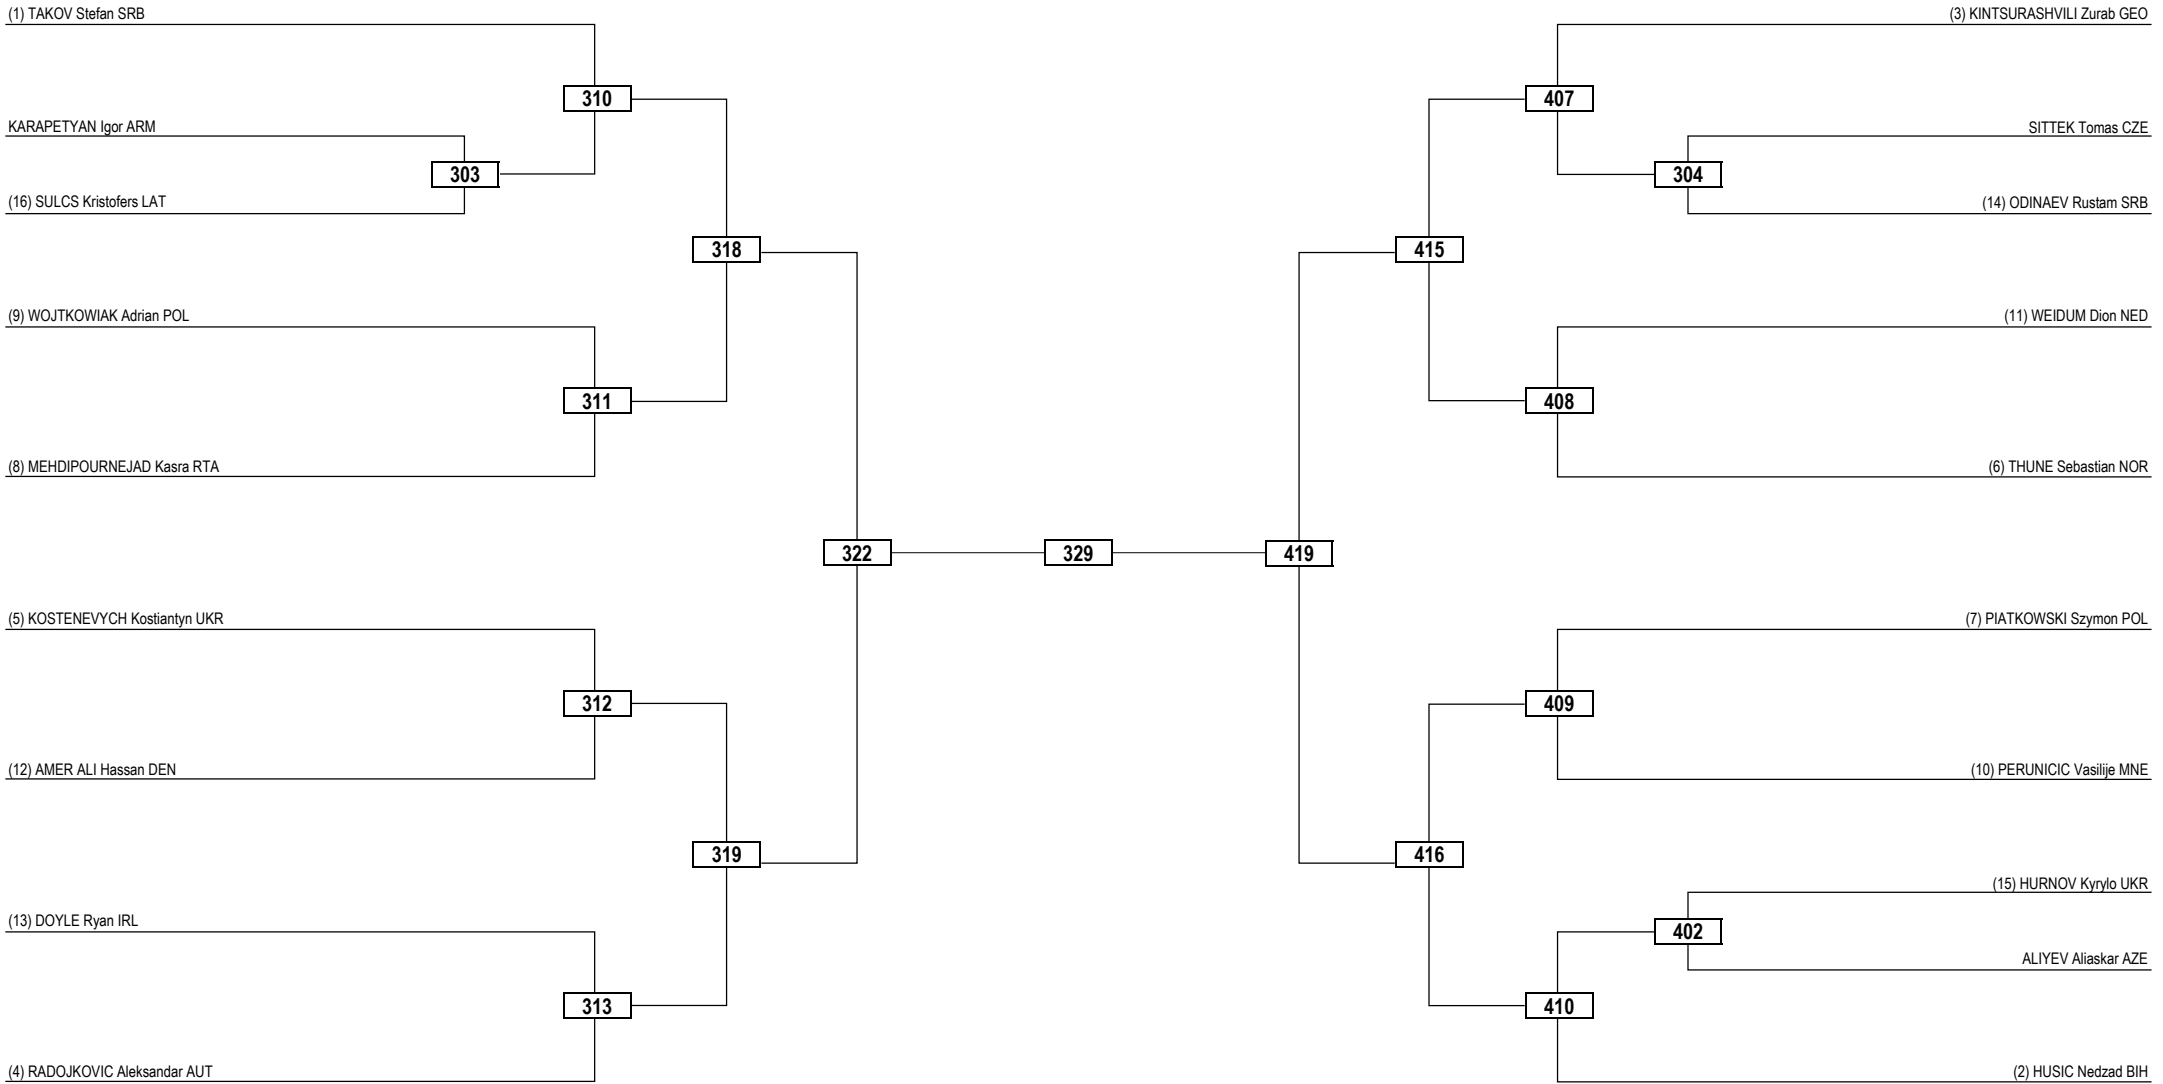 (1) TAKOV Stefan SRB
(3) KINTSURASHVILI Zurab GEO
310
407
KARAPETYAN Igor ARM
SITTEK Tomas CZE
303
304
(16) SULCS Kristofers LAT
(14) ODINAEV Rustam SRB
318
415
(9) WOJTKOWIAK Adrian POL
(11) WEIDUM Dion NED
311
408
(8) MEHDIPOURNEJAD Kasra RTA
(6) THUNE Sebastian NOR
322
329
419
(5) KOSTENEVYCH Kostiantyn UKR
(7) PIATKOWSKI Szymon POL
312
409
(12) AMER ALI Hassan DEN
(10) PERUNICIC Vasilije MNE
319
416
(15) HURNOV Kyrylo UKR
(13) DOYLE Ryan IRL
402
ALIYEV Aliaskar AZE
313
410
(4) RADOJKOVIC Aleksandar AUT
(2) HUSIC Nedzad BIH